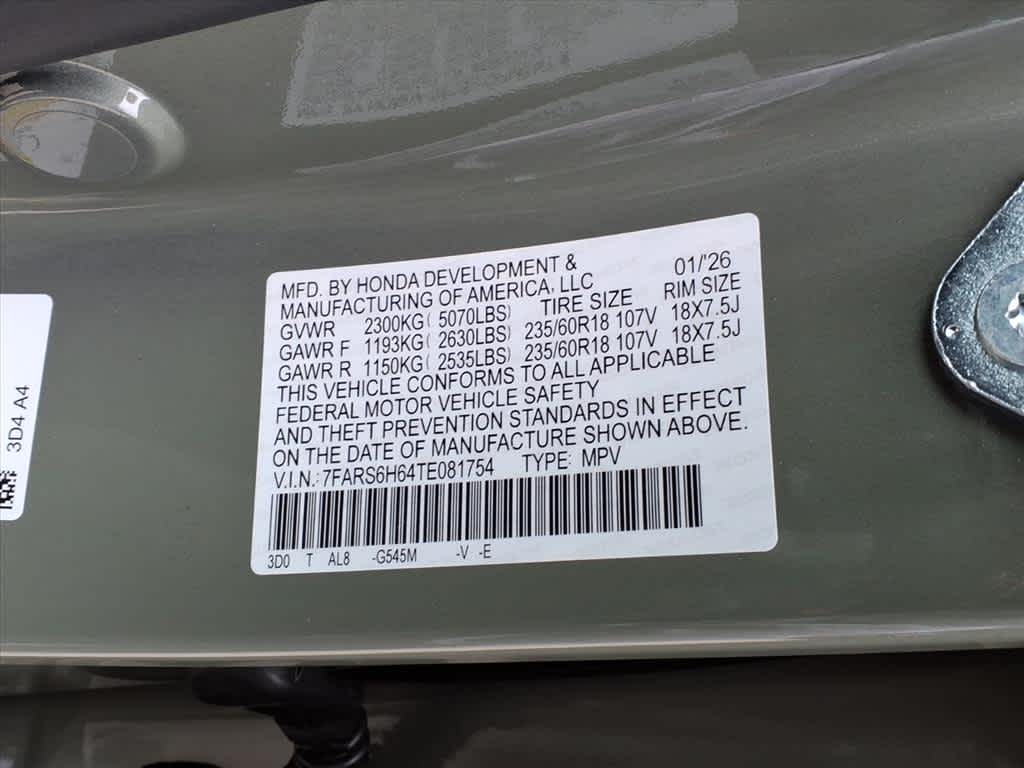 MFD. BY HONDA DEVELOPMENT & 01/'26
MANUFACTURING OF AMERICA, LLC RIM SIZE
GVWR 2300KG( 5070LBS) TIRE SIZE 18X7.5J
GAWR F 1193KG( 2630LBS) 235/60R18 107V 18X7.5J
GAWR R 1150KG( 2535LBS) 235/60R18 107V
THIS VEHICLE CONFORMS TO ALL APPLICABLE
FEDERAL MOTOR VEHICLE SAFETY
AND THEFT PREVENTION STANDARDS IN EFFECT
ON THE DATE OF MANUFACTURE SHOWN ABOVE.
V.I.N.: 7FARS6H64TE081754 TYPE: MPV
3D0 T AL8 -G545M -V -E
3D4 A4